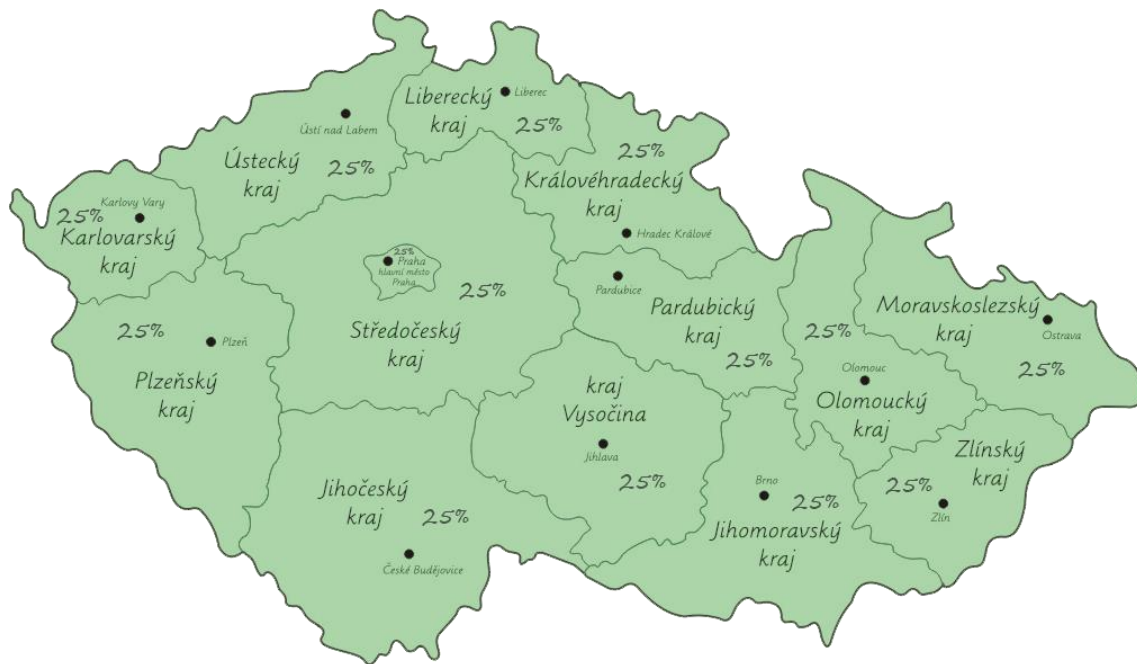 Liberecký
kraj
Liberec
25%
Ústí nad Labem
Ústecký
kraj
25%
25%
Královéhradecký
kraj
Hradec Králové
Karlovy Vary
25%
Karlovarský
kraj
25%
Praha
hlavní město
Praha
25%
Středočeský
kraj
Pardubice
Pardubický
kraj
25%
Moravskoslezský
kraj
Ostrava
25%
25%
Plzeň
Plzeňský
kraj
25%
Olomouc
Olomoucký
kraj
kraj
Vysočina
Jihlava
25%
Zlínský
kraj
25%
Zlín
Jihočeský
kraj
25%
České Budějovice
Brno
25%
Jihomoravský
kraj